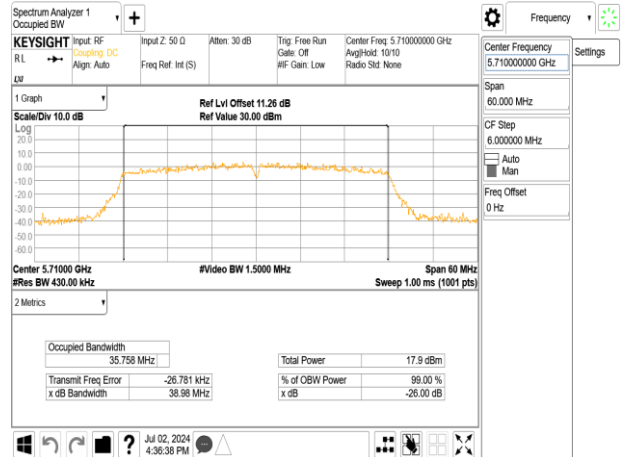 Spectrum Analyzer 1
Occupied BW
Frequency
KEYSIGHT
Input: RF
Coupling: DC
Align: Auto
Input Z: 50 Ω
Freq Ref: Int (S)
Atten: 30 dB
Trig: Free Run
Gate: Off
#IF Gain: Low
Center Freq: 5.710000000 GHz
Avg|Hold: 10/10
Radio Std: None
R L
LXI
Center Frequency
5.710000000 GHz
Settings
Span
60.000 MHz
CF Step
6.000000 MHz
Auto
Man
Freq Offset
0 Hz
1 Graph
Scale/Div 10.0 dB
Ref Lvl Offset 11.26 dB
Ref Value 30.00 dBm
Log
20.0
10.0
0.00
-10.0
-20.0
-30.0
-40.0
-50.0
-60.0
Center 5.71000 GHz
#Video BW 1.5000 MHz
Span 60 MHz
#Res BW 430.00 kHz
Sweep 1.00 ms (1001 pts)
2 Metrics
Occupied Bandwidth
35.758 MHz
Total Power 17.9 dBm
Transmit Freq Error -26.781 kHz
% of OBW Power 99.00 %
x dB Bandwidth 38.98 MHz
x dB -26.00 dB
?
Jul 02, 2024
4:36:38 PM